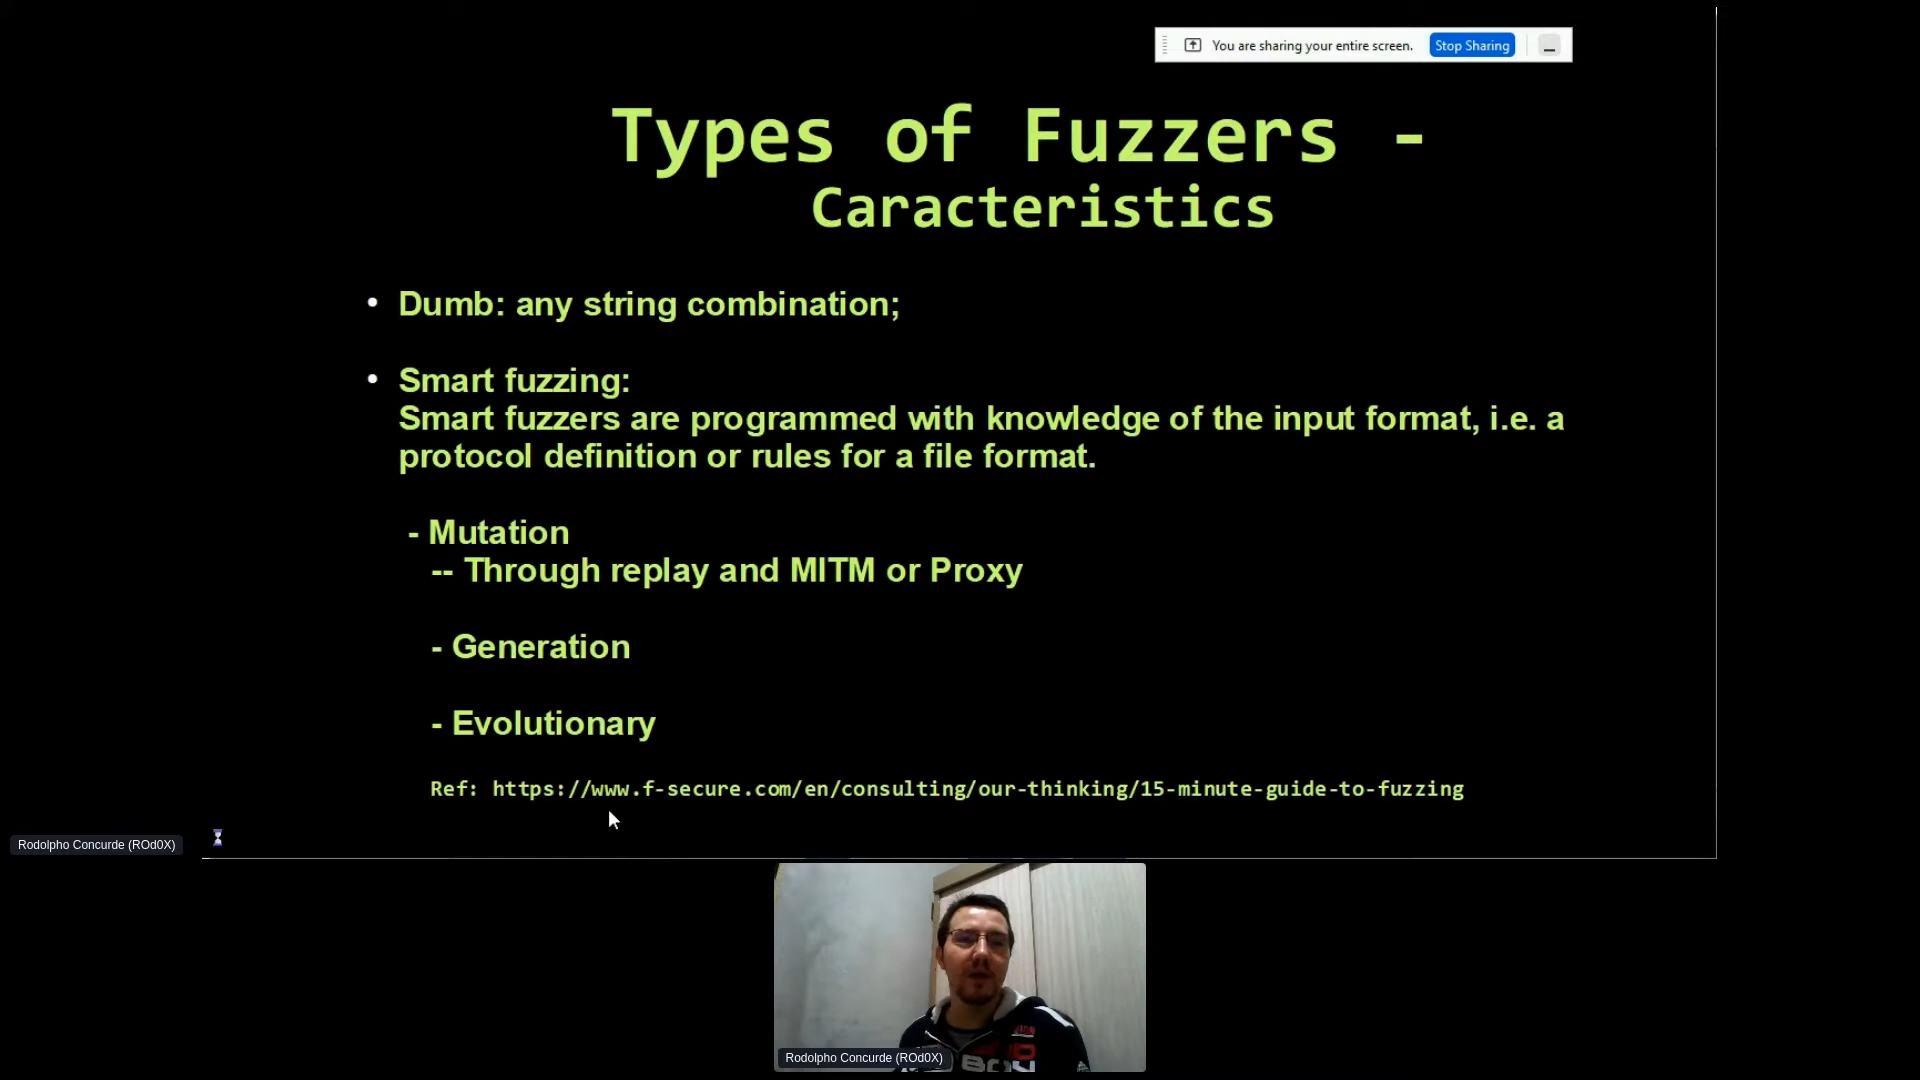 You are sharing your entire screen. Stop Sharing
Types of Fuzzers -
Caracteristics
• Dumb: any string combination;
• Smart fuzzing:
Smart fuzzers are programmed with knowledge of the input format, i.e. a
protocol definition or rules for a file format.
- Mutation
-- Through replay and MITM or Proxy
- Generation
- Evolutionary
Ref: https://www.f-secure.com/en/consulting/our-thinking/15-minute-guide-to-fuzzing
Rodolpho Concurde (ROd0X)
Rodolpho Concurde (ROd0X)